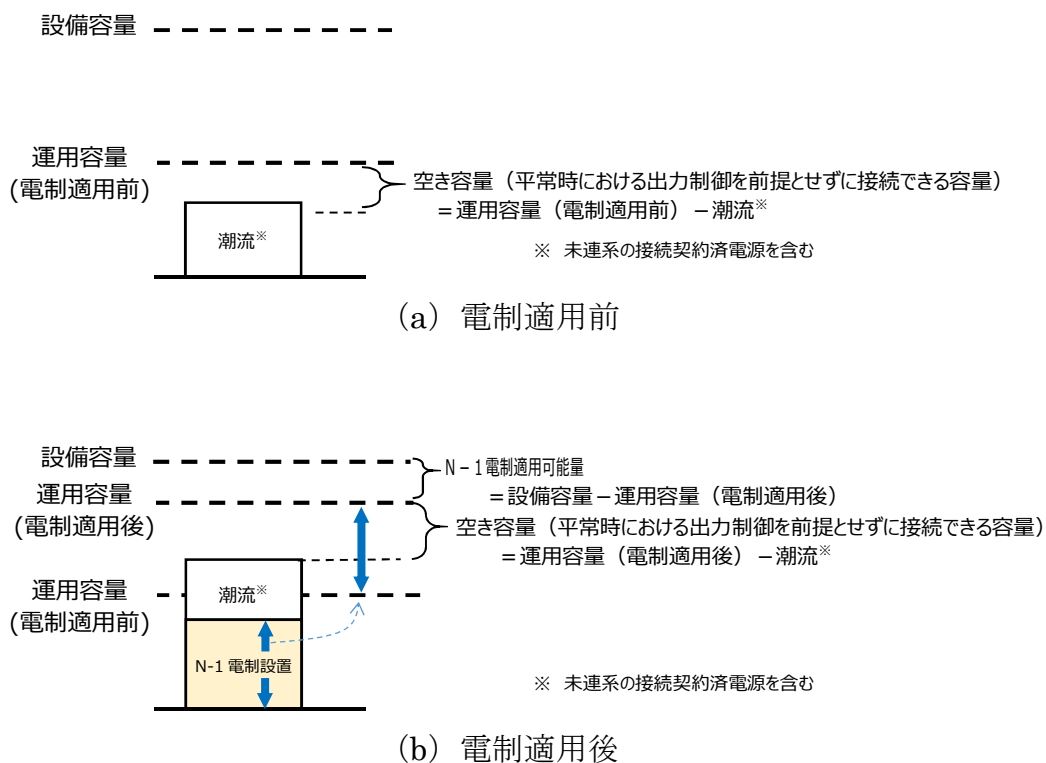 設備容量
運用容量
(電制適用前)
空き容量（平常時における出力制御を前提とせずに接続できる容量）
＝運用容量（電制適用前）－潮流※
潮流※
※ 未連系の接続契約済電源を含む
（a）電制適用前
設備容量
N－1電制適用可能量
＝設備容量－運用容量（電制適用後）
運用容量
(電制適用後)
空き容量（平常時における出力制御を前提とせずに接続できる容量）
＝運用容量（電制適用後）－潮流※
運用容量
(電制適用前)
潮流※
N-1 電制設置
※ 未連系の接続契約済電源を含む
（b）電制適用後